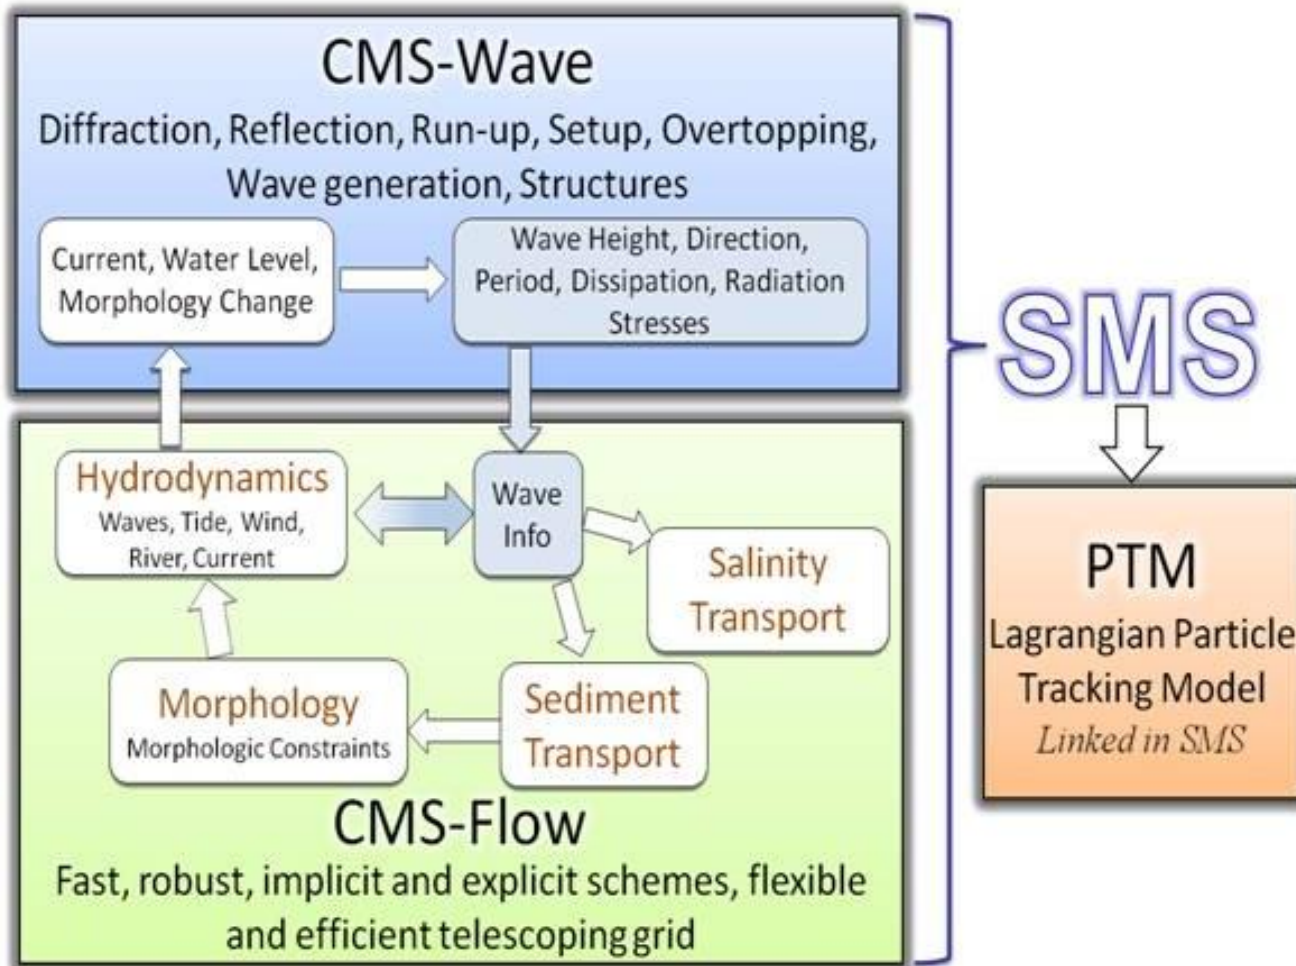 CMS-Wave
Diffraction, Reflection, Run-up, Setup, Overtopping,
Wave generation, Structures
Current, Water Level,
Morphology Change
Wave Height, Direction,
Period, Dissipation, Radiation
Stresses
Hydrodynamics
Waves, Tide, Wind,
River, Current
Wave
Info
Salinity
Transport
Morphology
Morphologic Constraints
Sediment
Transport
CMS-Flow
Fast, robust, implicit and explicit schemes, flexible
and efficient telescoping grid
SMS
PTM
Lagrangian Particle
Tracking Model
Linked in SMS